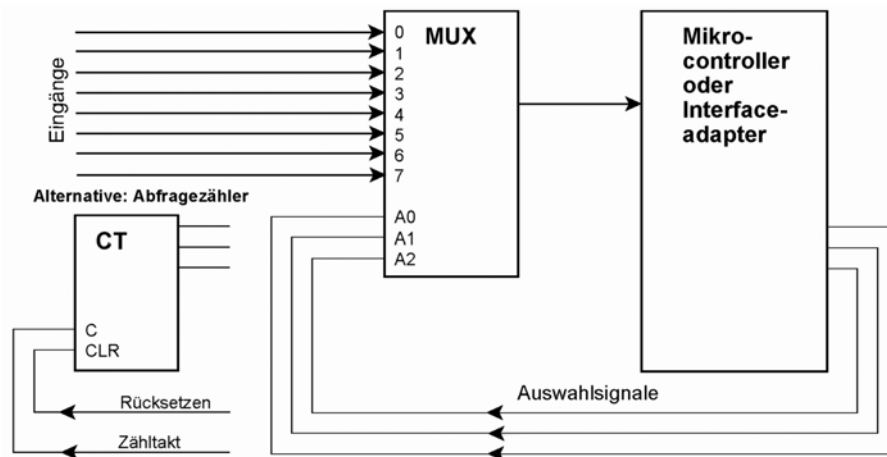 0
1
2
3
4
5
6
7
MUX
A0
A1
A2
Mikro-
controller
oder
Interface-
adapter
Eingänge
Alternative: Abfragezähler
CT
C
CLR
Rücksetzen
Zähltakt
Auswahlsignale